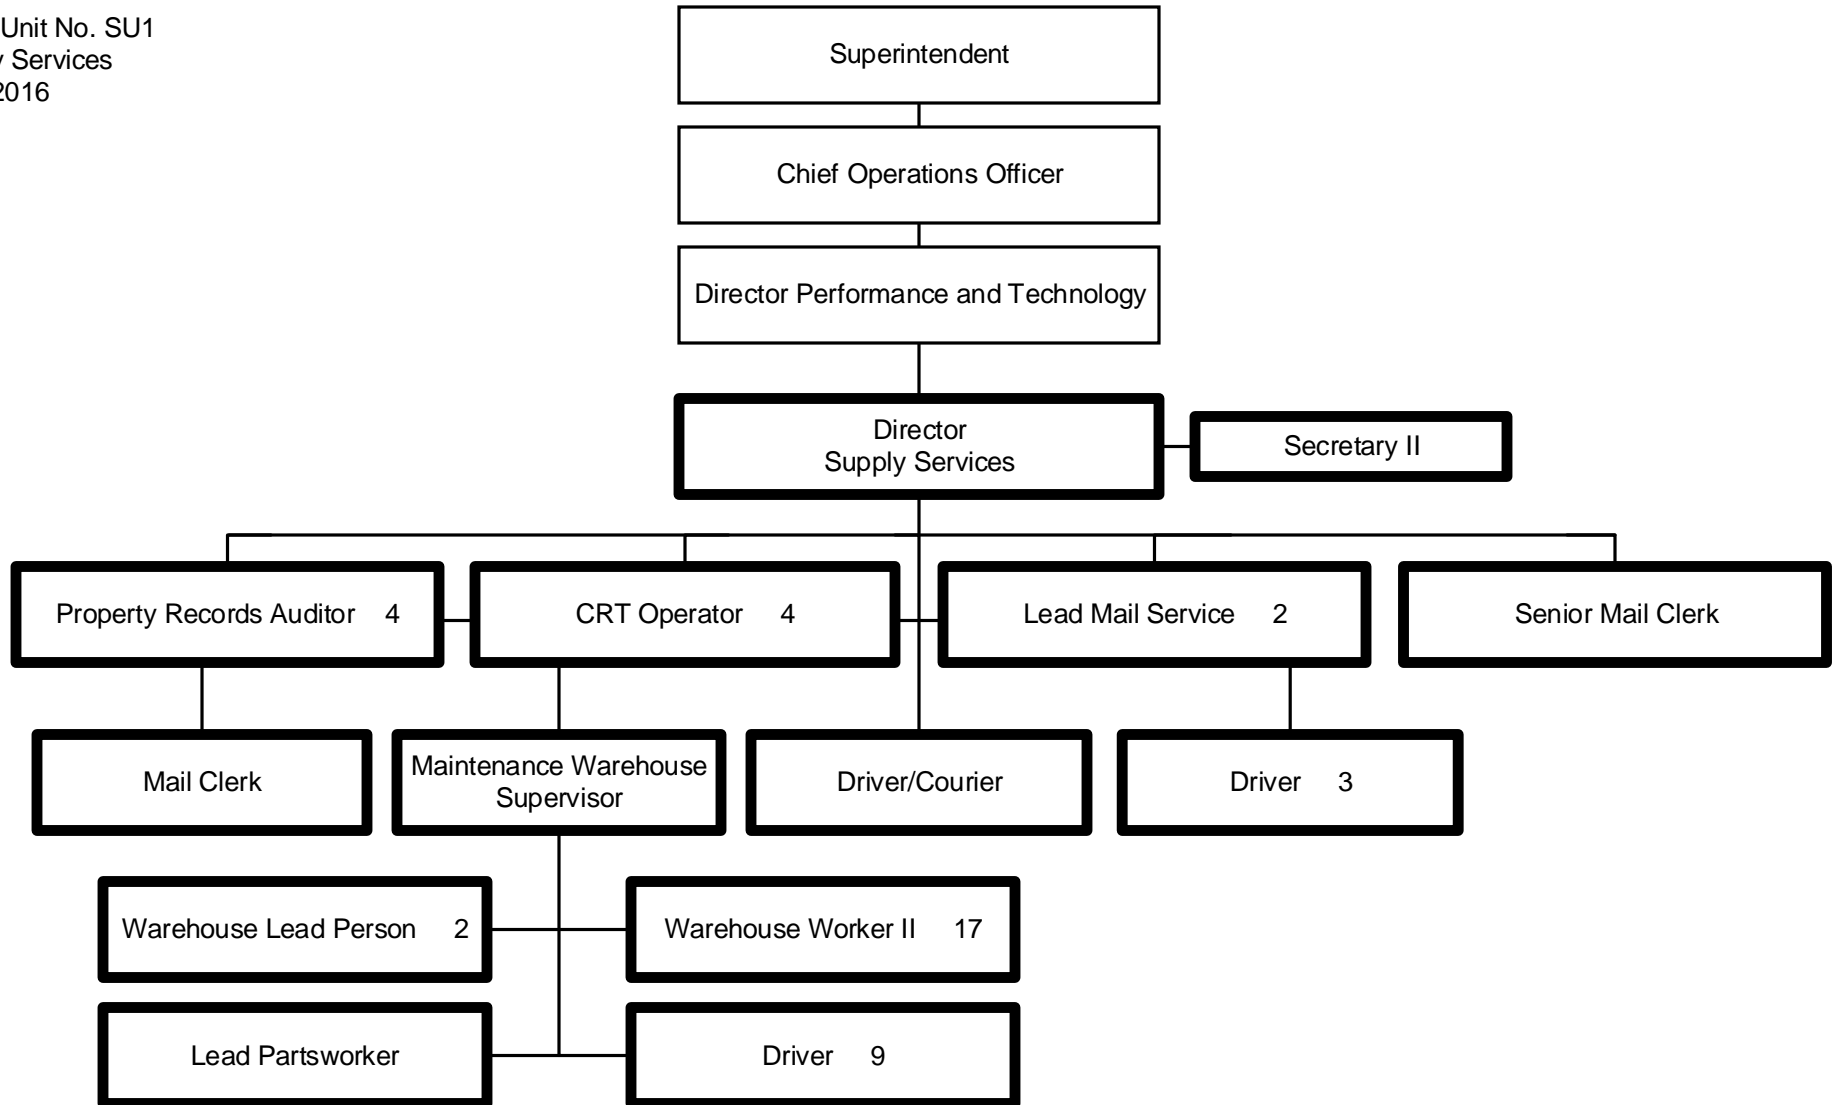 Unit No. SU1
Services
2016
Superintendent
Chief Operations Officer
Director Performance and Technology
Director
Supply Services
Secretary II
Property Records Auditor 4
CRT Operator 4
Lead Mail Service 2
Senior Mail Clerk
Mail Clerk
Maintenance Warehouse
Supervisor
Driver/Courier
Driver 3
Warehouse Lead Person 2
Warehouse Worker II 17
Lead Partsworker
Driver 9